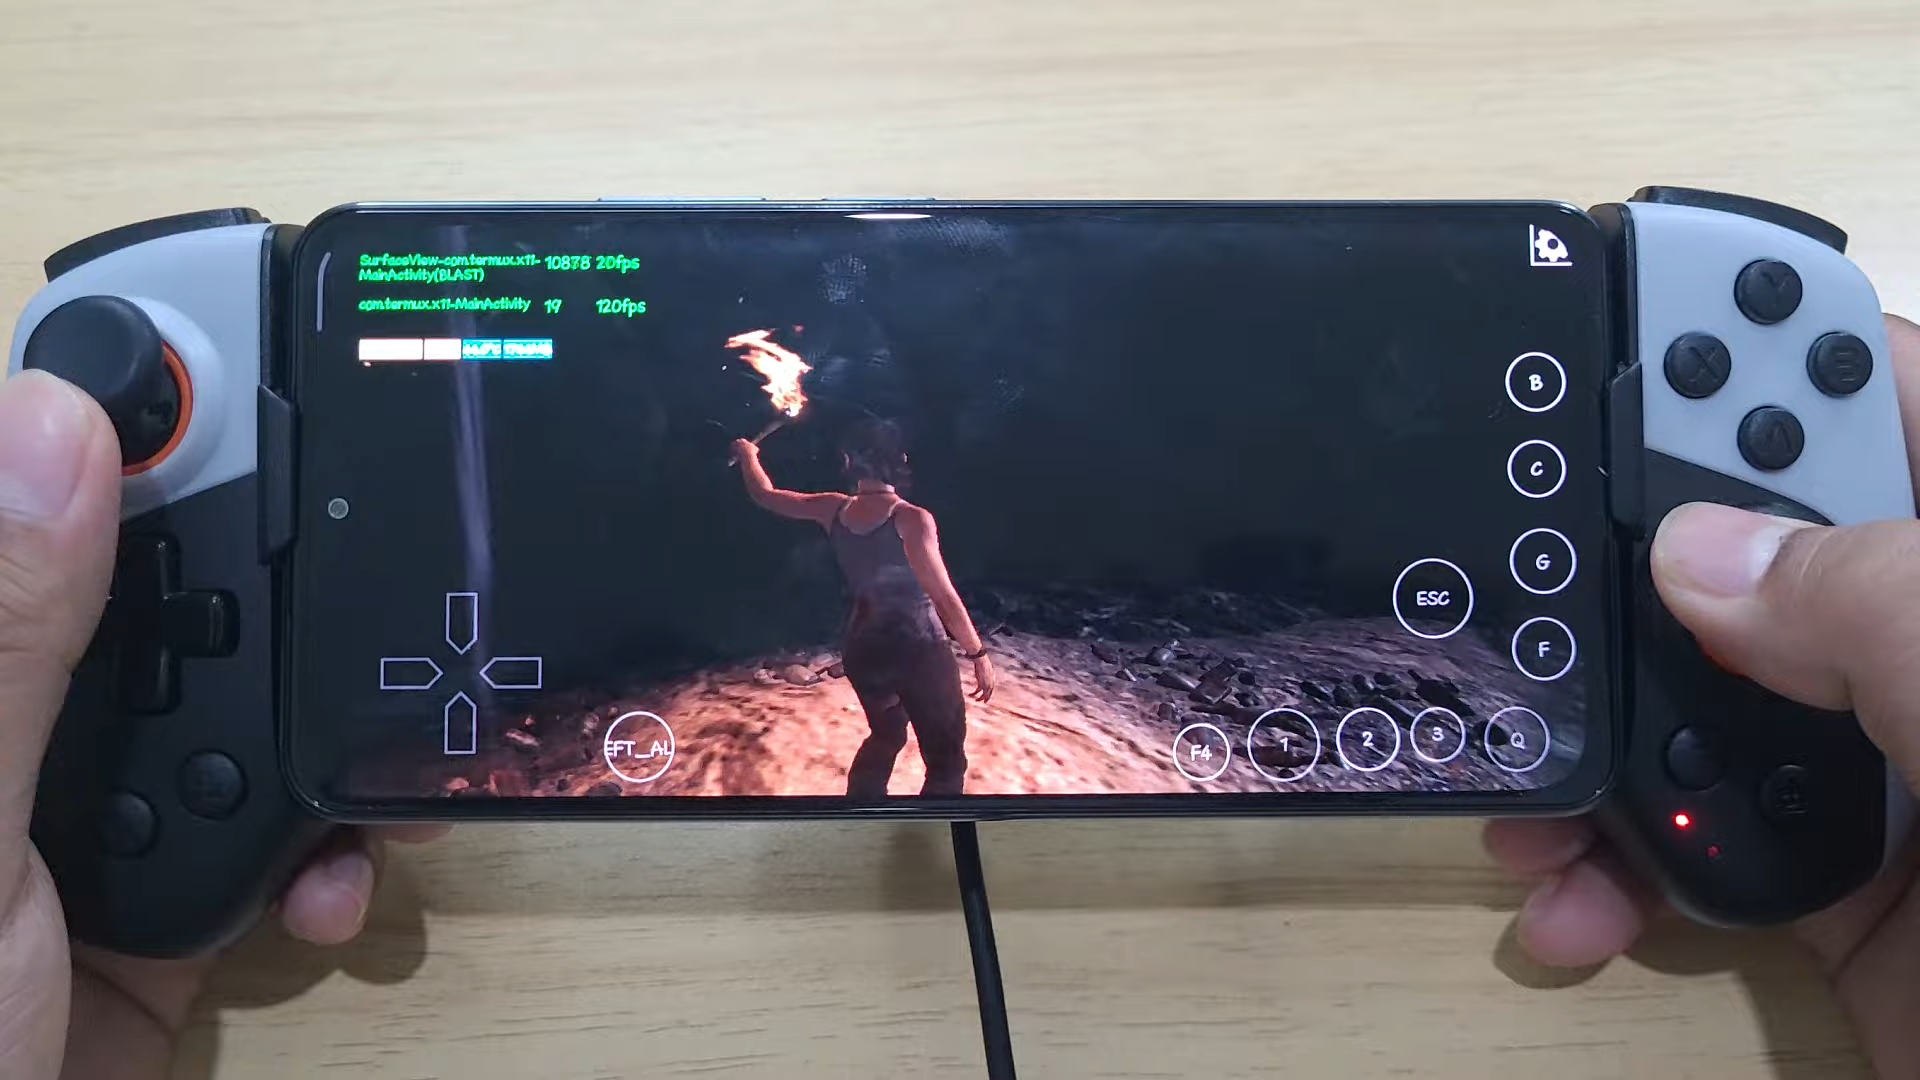 SurfaceView-com.termux.x11- 10878 20fps
MainActivity(BLAST)
com.termux.x11-MainActivity 19 120fps
Y
X
B
A
B
C
G
ESC
F
EFT_AL
F4
1
2
3
Q